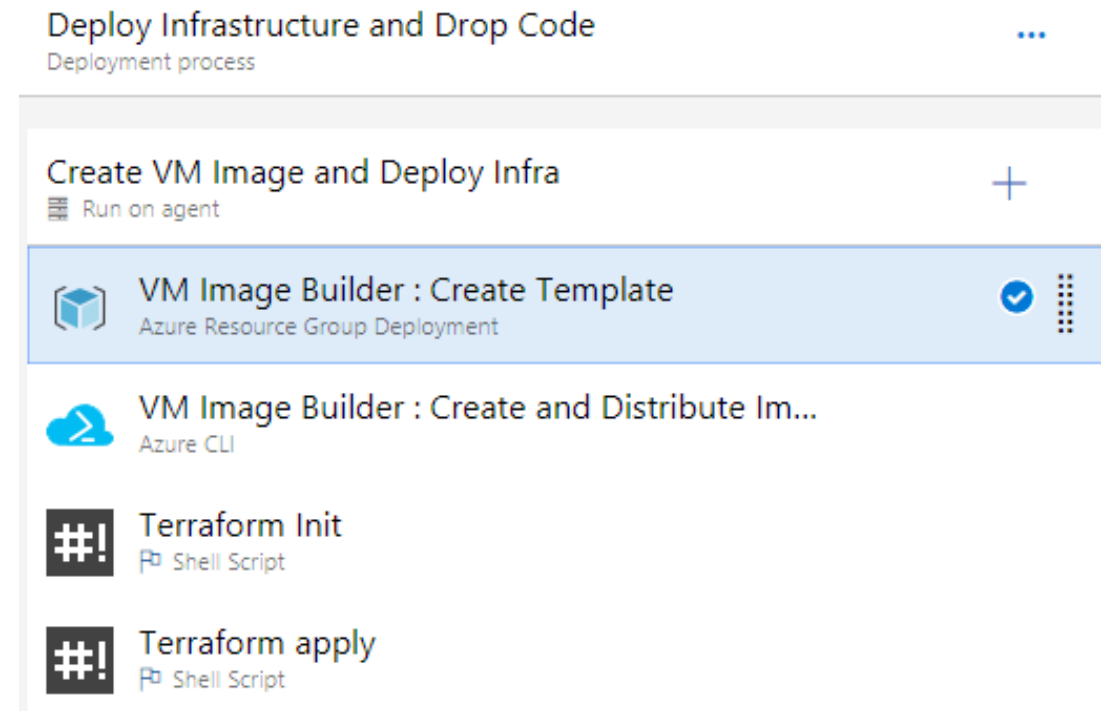 Deploy Infrastructure and Drop Code
...
Deployment process
Create VM Image and Deploy Infra
+
Run on agent
VM Image Builder : Create Template
Azure Resource Group Deployment
VM Image Builder : Create and Distribute Im...
Azure CLI
#! Terraform Init
Shell Script
#! Terraform apply
Shell Script